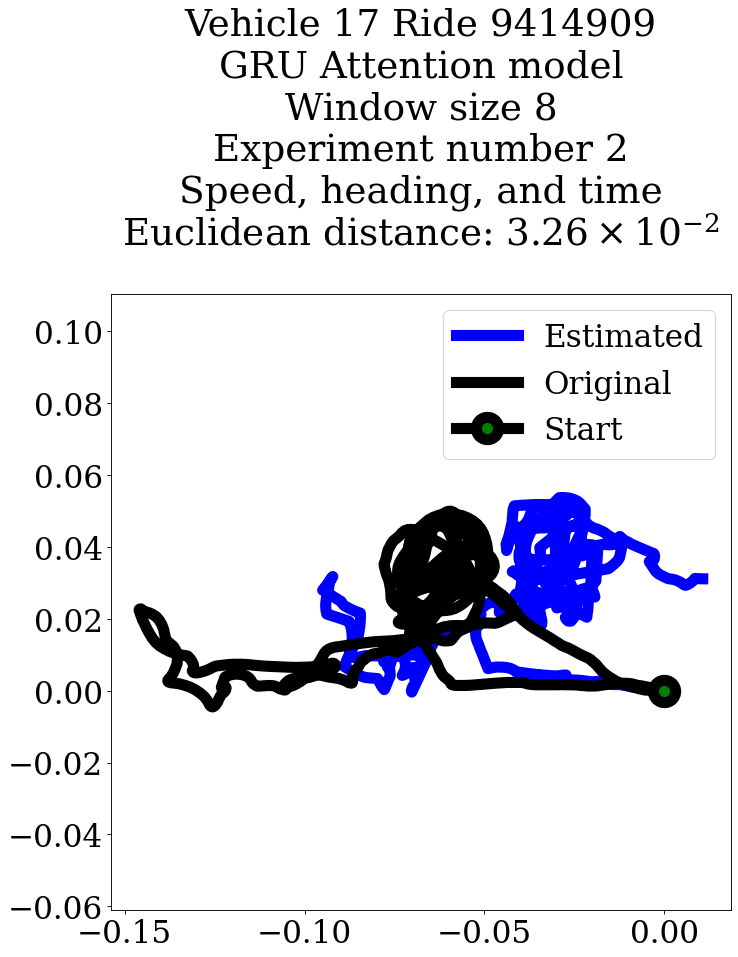 Vehicle 17 Ride 9414909
GRU Attention model
Window size 8
Experiment number 2
Speed, heading, and time
Euclidean distance: 3.26 × 10⁻²
Estimated
Original
Start
0.10
0.08
0.06
0.04
0.02
0.00
−0.02
−0.04
−0.06
−0.15
−0.10
−0.05
0.00